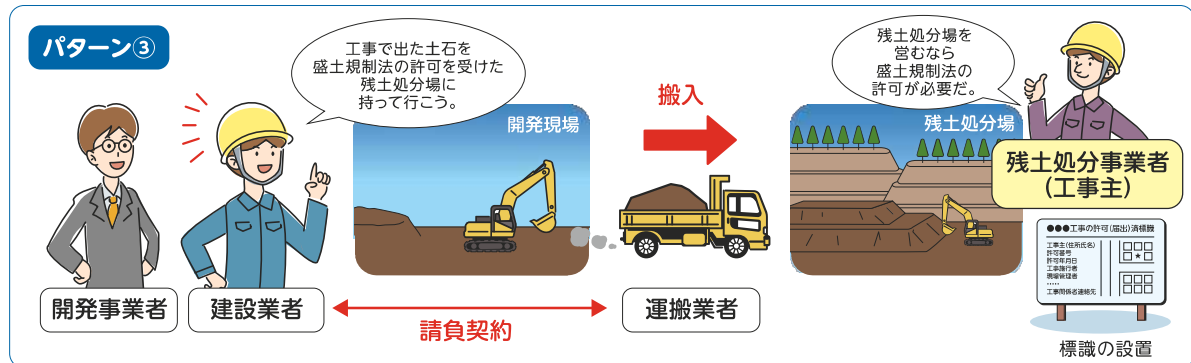 パターン③
工事で出た土石を
盛土規制法の許可を受けた
残土処分場に
持って行こう。
開発現場
搬入
残土処分場を
営むなら
盛土規制法の
許可が必要だ。
残土処分場
残土処分事業者
(工事主)
開発事業者
建設業者
請負契約
運搬業者
●●●工事の許可(届出)済標識
工事主(住所氏名)
許可番号
許可年月日
工事施行者
現場管理者
·····
工事関係者連絡先
★
標識の設置